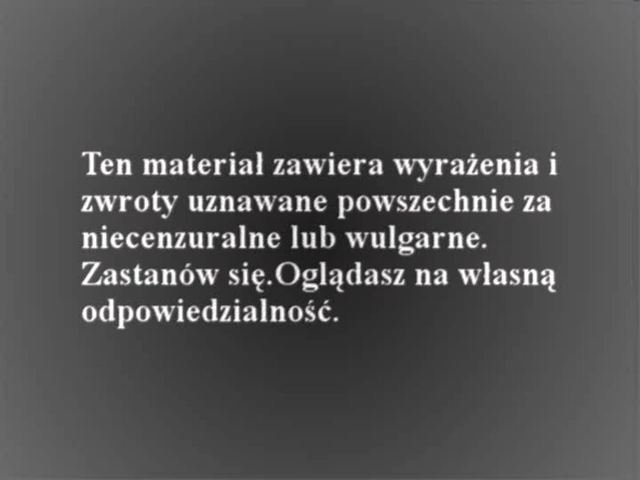 Ten materiał zawiera wyrażenia i
zwroty uznawane powszechnie za
niecenzuralne lub wulgarne.
Zastanów się.Oglądasz na własną
odpowiedzialność.